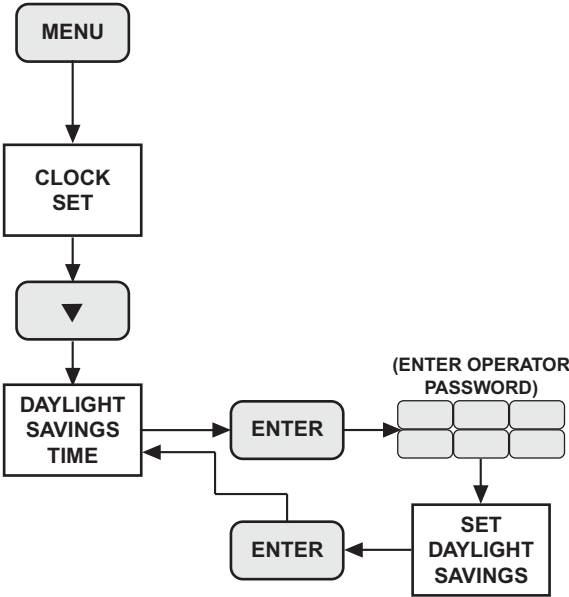 MENU
CLOCK
SET
▼
DAYLIGHT
SAVINGS
TIME
ENTER
(ENTER OPERATOR
PASSWORD)
ENTER
SET
DAYLIGHT
SAVINGS